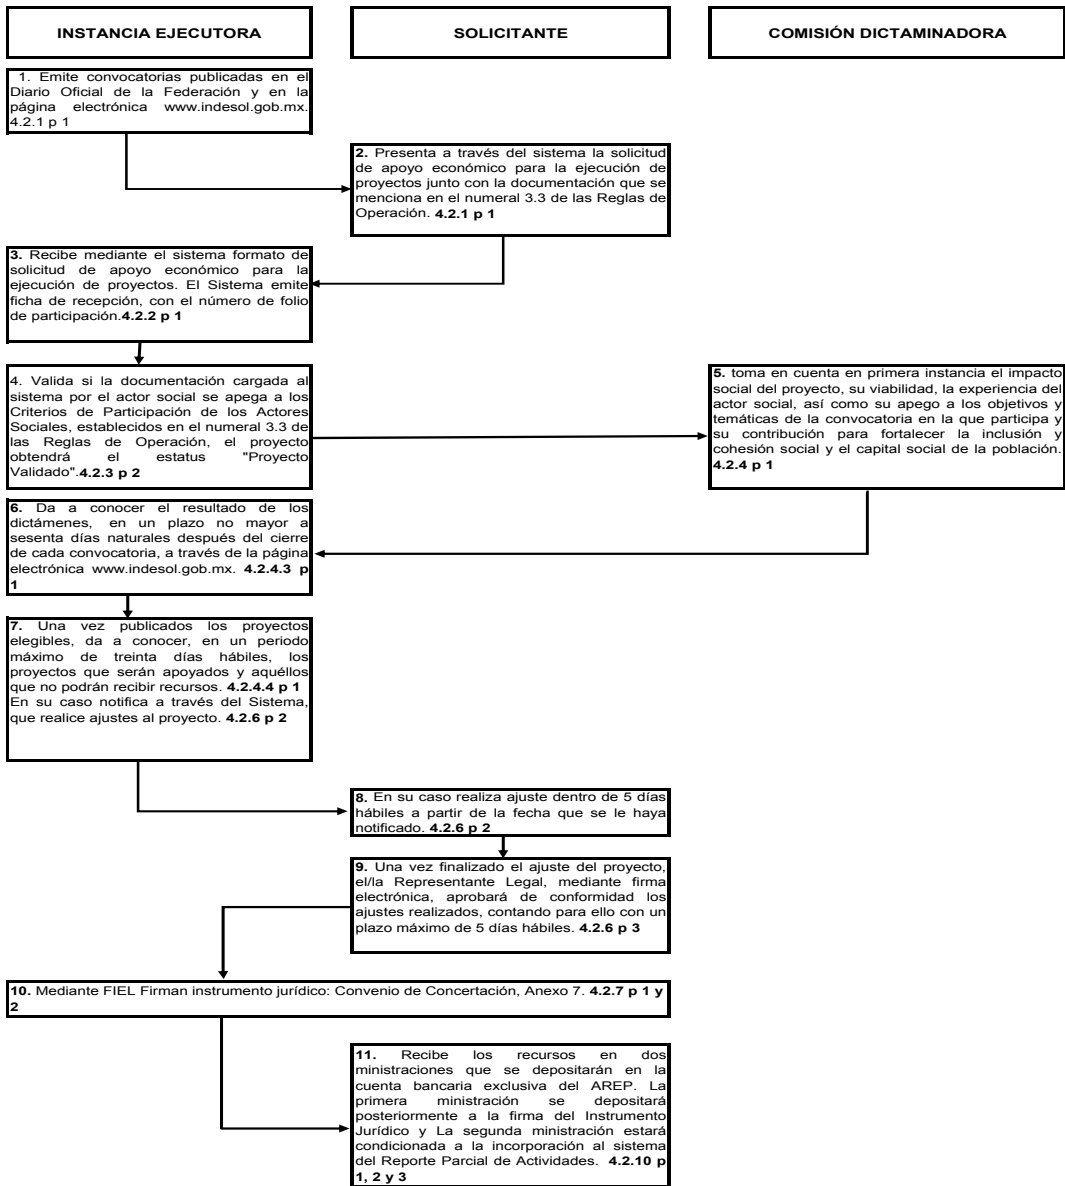 INSTANCIA EJECUTORA
SOLICITANTE
COMISIÓN DICTAMINADORA
1. Emite convocatorias publicadas en el
Diario Oficial de la Federación y en la
página electrónica www.indesol.gob.mx.
4.2.1 p 1
2. Presenta a través del sistema la solicitud
de apoyo económico para la ejecución de
proyectos junto con la documentación que se
menciona en el numeral 3.3 de las Reglas de
Operación. 4.2.1 p 1
3. Recibe mediante el sistema formato de
solicitud de apoyo económico para la
ejecución de proyectos. El Sistema emite
ficha de recepción, con el número de folio
de participación.4.2.2 p 1
4. Valida si la documentación cargada al
sistema por el actor social se apega a los
Criterios de Participación de los Actores
Sociales, establecidos en el numeral 3.3 de
las Reglas de Operación, el proyecto
obtendrá el estatus "Proyecto
Validado".4.2.3 p 2
5. toma en cuenta en primera instancia el impacto
social del proyecto, su viabilidad, la experiencia del
actor social, así como su apego a los objetivos y
temáticas de la convocatoria en la que participa y
su contribución para fortalecer la inclusión y
cohesión social y el capital social de la población.
4.2.4 p 1
6. Da a conocer el resultado de los
dictámenes, en un plazo no mayor a
sesenta días naturales después del cierre
de cada convocatoria, a través de la página
electrónica www.indesol.gob.mx. 4.2.4.3 p
1
7. Una vez publicados los proyectos
elegibles, da a conocer, en un periodo
máximo de treinta días hábiles, los
proyectos que serán apoyados y aquéllos
que no podrán recibir recursos. 4.2.4.4 p 1
En su caso notifica a través del Sistema,
que realice ajustes al proyecto. 4.2.6 p 2
8. En su caso realiza ajuste dentro de 5 días
hábiles a partir de la fecha que se le haya
notificado. 4.2.6 p 2
9. Una vez finalizado el ajuste del proyecto,
el/la Representante Legal, mediante firma
electrónica, aprobará de conformidad los
ajustes realizados, contando para ello con un
plazo máximo de 5 días hábiles. 4.2.6 p 3
10. Mediante FIEL Firman instrumento jurídico: Convenio de Concertación, Anexo 7. 4.2.7 p 1 y
2
11. Recibe los recursos en dos
ministraciones que se depositarán en la
cuenta bancaria exclusiva del AREP. La
primera ministración se depositará
posteriormente a la firma del Instrumento
Jurídico y La segunda ministración estará
condicionada a la incorporación al sistema
del Reporte Parcial de Actividades. 4.2.10 p
1, 2 y 3